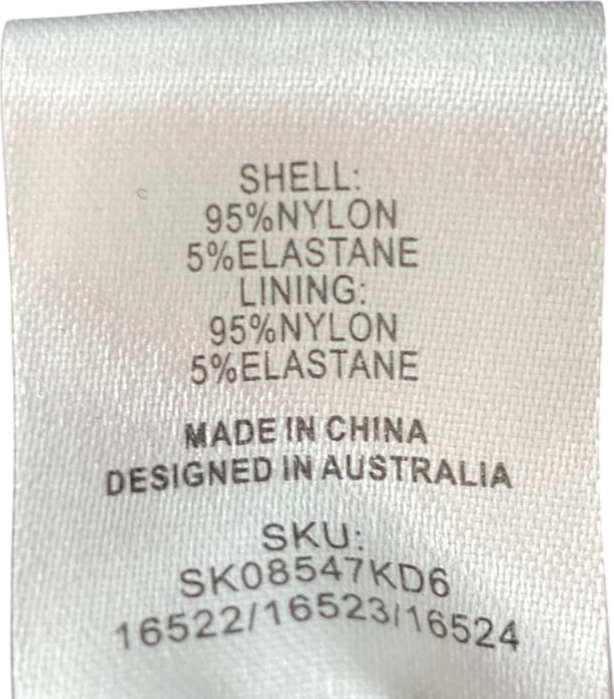 SHELL:
95%NYLON
5%ELASTANE
LINING:
95%NYLON
5%ELASTANE
MADE IN CHINA
DESIGNED IN AUSTRALIA
SKU:
SK08547KD6
16522/16523/16524